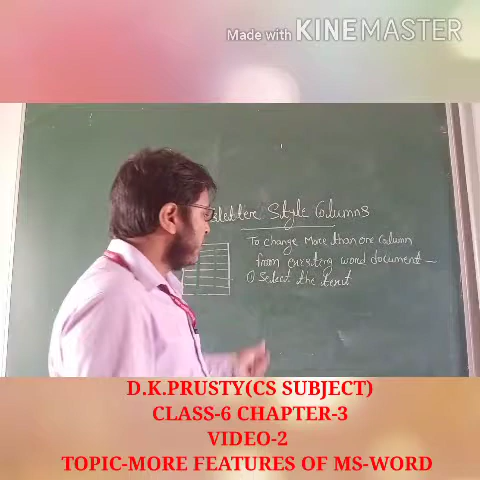 Made with KINEMASTER
Style Columns
To change More than one column
from existing word document -
① Select the text
D.K.PRUSTY(CS SUBJECT)
CLASS-6 CHAPTER-3
VIDEO-2
TOPIC-MORE FEATURES OF MS-WORD